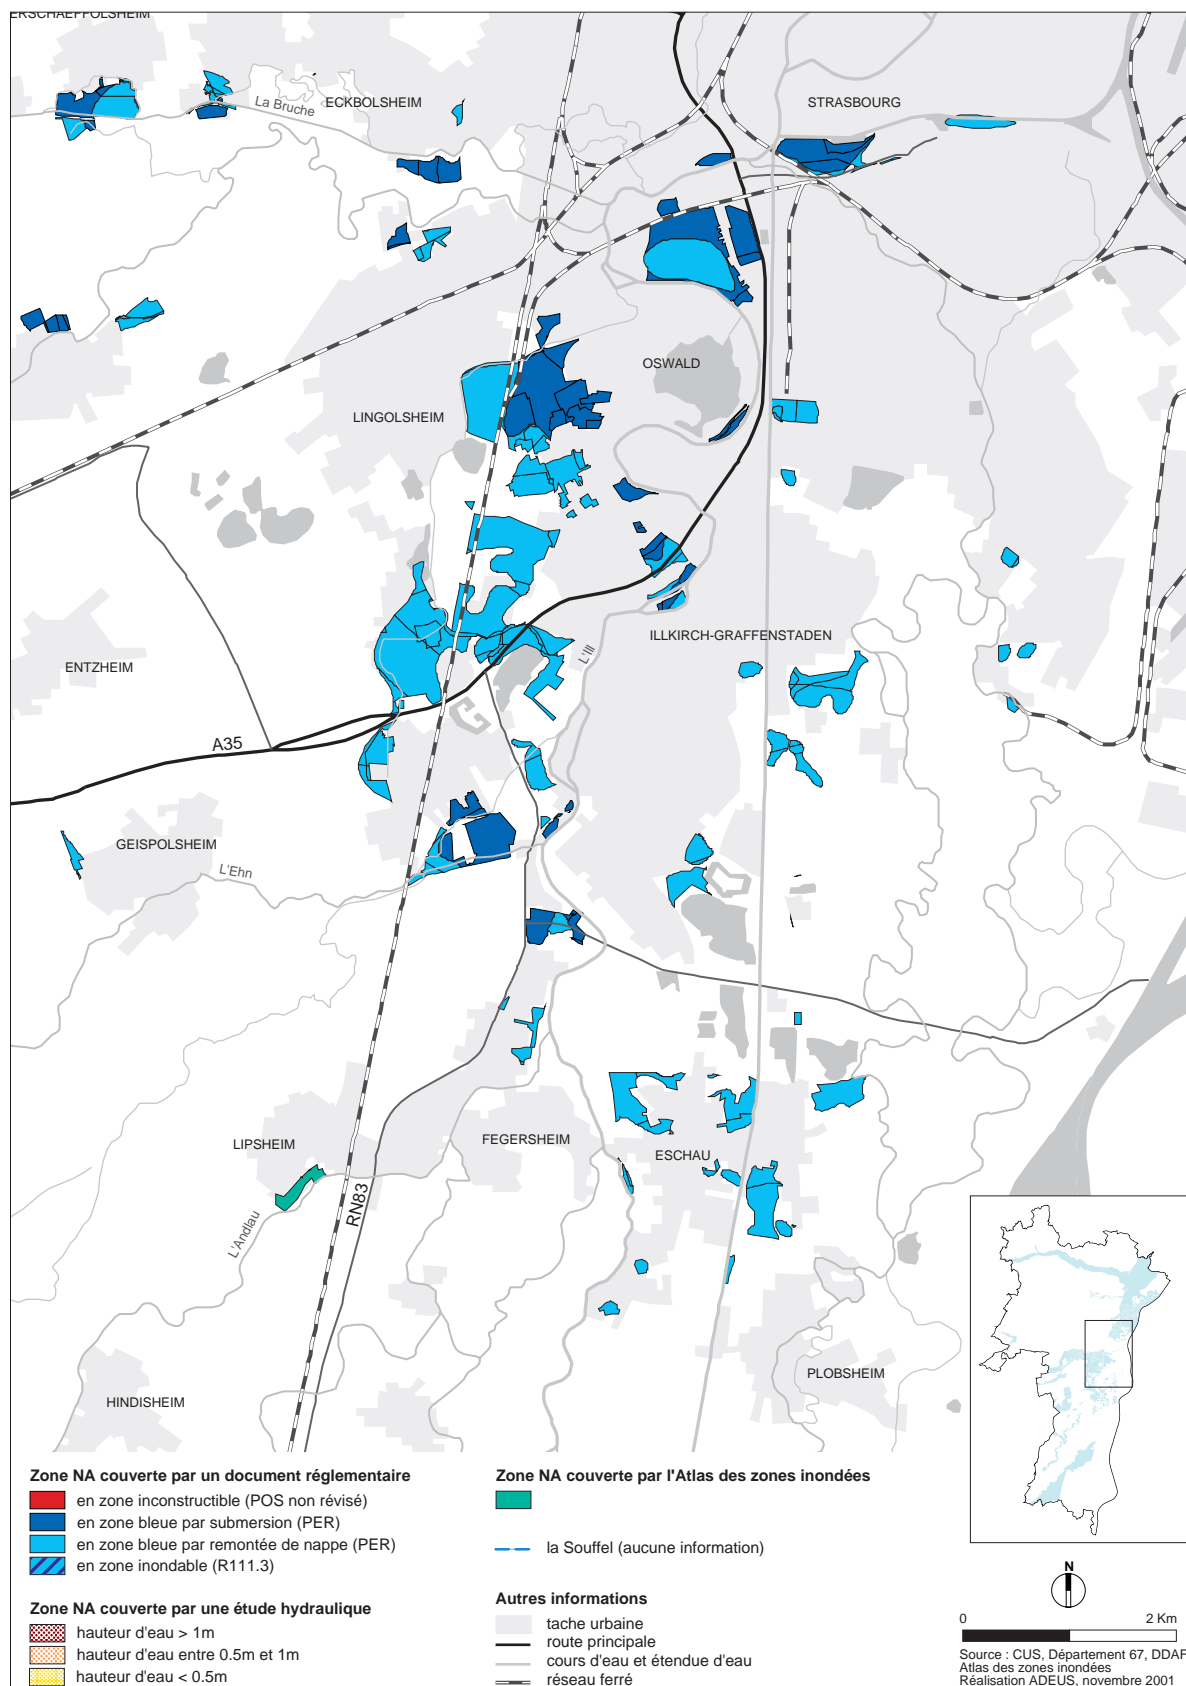 ERSCHAEFFOLSHEIM
La Bruche
ECKBOLSHEIM
STRASBOURG
OSWALD
LINGOLSHEIM
L'Ill
ILLKIRCH-GRAFFENSTADEN
ENTZHEIM
A35
GEISPOLSHEIM
L'Ehn
LIPSHEIM
FEGERSHEIM
ESCHAU
RN83
L'Andlau
PLOBSHEIM
HINDISHEIM
Zone NA couverte par un document réglementaire
en zone inconstructible (POS non révisé)
en zone bleue par submersion (PER)
en zone bleue par remontée de nappe (PER)
en zone inondable (R111.3)
Zone NA couverte par une étude hydraulique
hauteur d'eau > 1m
hauteur d'eau entre 0.5m et 1m
hauteur d'eau < 0.5m
Zone NA couverte par l'Atlas des zones inondées
la Souffel (aucune information)
Autres informations
tache urbaine
route principale
cours d'eau et étendue d'eau
réseau ferré
N
0 2 Km
Source : CUS, Département 67, DDAF
Atlas des zones inondées
Réalisation ADEUS, novembre 2001